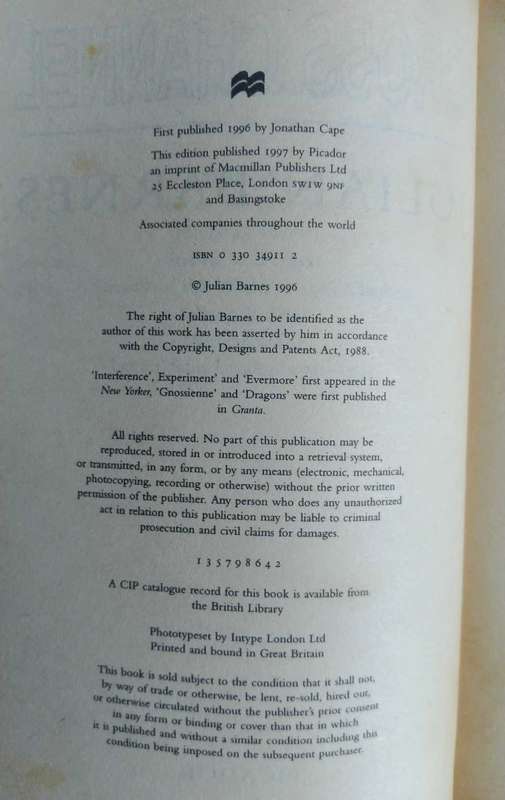 First published 1996 by Jonathan Cape
This edition published 1997 by Picador
an imprint of Macmillan Publishers Ltd
25 Eccleston Place, London SW1W 9NF
and Basingstoke
Associated companies throughout the world
ISBN 0 330 34911 2
© Julian Barnes 1996
The right of Julian Barnes to be identified as the
author of this work has been asserted by him in accordance
with the Copyright, Designs and Patents Act, 1988.
'Interference', Experiment' and 'Evermore' first appeared in the
New Yorker, 'Gnossienne' and 'Dragons' were first published
in Granta.
All rights reserved. No part of this publication may be
reproduced, stored in or introduced into a retrieval system,
or transmitted, in any form, or by any means (electronic, mechanical,
photocopying, recording or otherwise) without the prior written
permission of the publisher. Any person who does any unauthorized
act in relation to this publication may be liable to criminal
prosecution and civil claims for damages.
1 3 5 7 9 8 6 4 2
A CIP catalogue record for this book is available from
the British Library
Phototypeset by Intype London Ltd
Printed and bound in Great Britain
This book is sold subject to the condition that it shall not,
by way of trade or otherwise, be lent, re-sold, hired out,
or otherwise circulated without the publisher's prior consent
in any form or binding or cover than that in which
it is published and without a similar condition including this
condition being imposed on the subsequent purchaser.